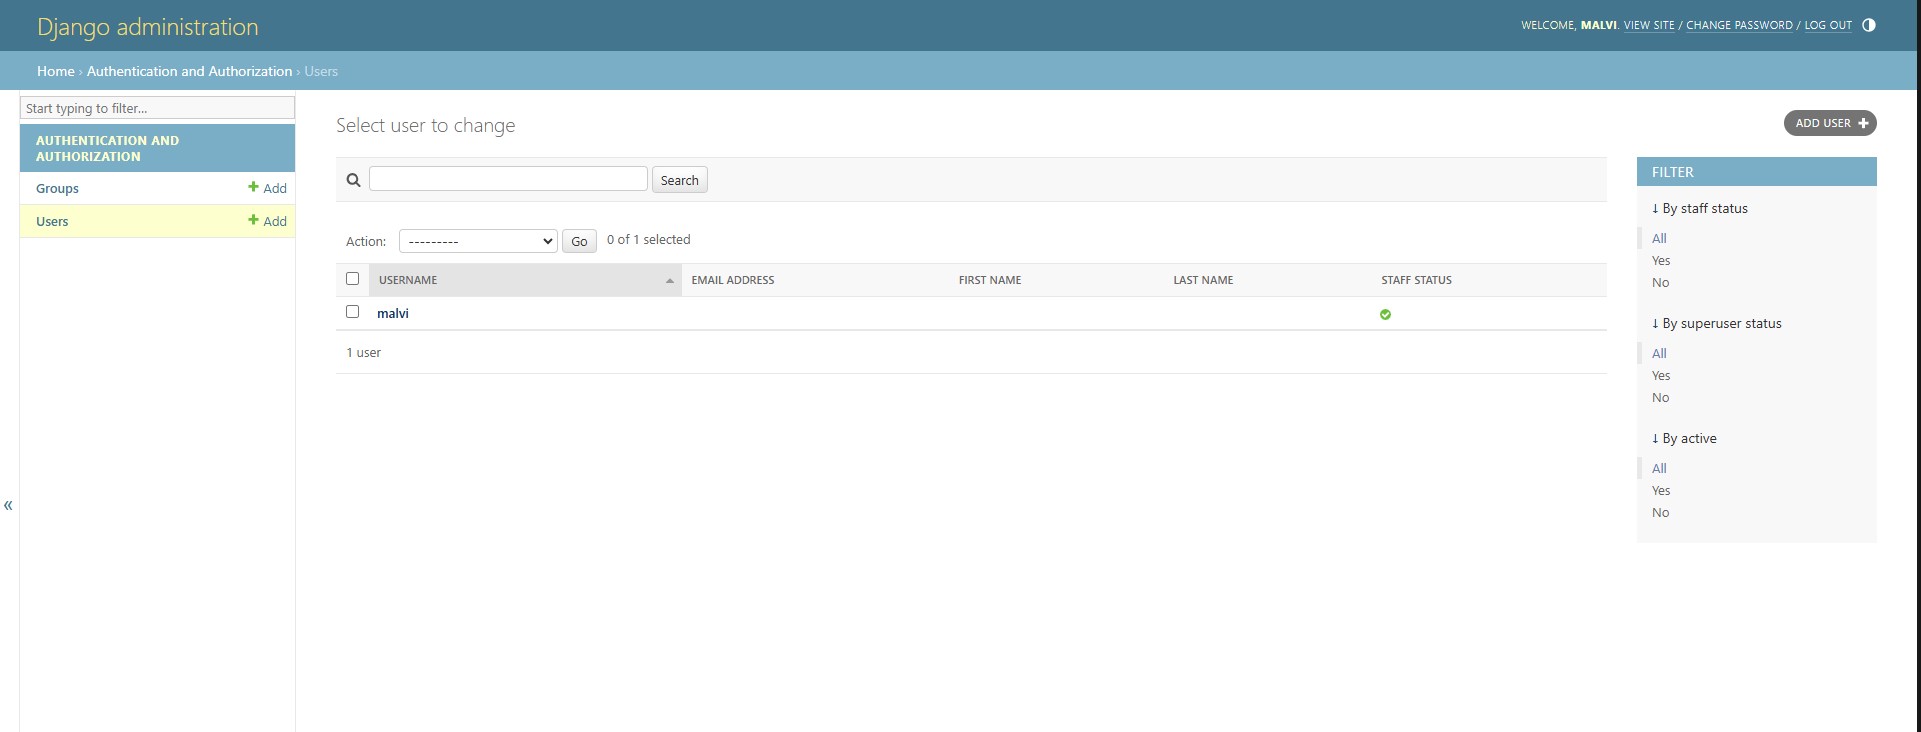 Django administration
WELCOME, MALVI. VIEW SITE / CHANGE PASSWORD / LOG OUT
Home › Authentication and Authorization › Users
Start typing to filter...
AUTHENTICATION AND
AUTHORIZATION
Groups + Add
Users + Add
«
Select user to change
ADD USER +
Search
Action: --------- Go 0 of 1 selected
USERNAME EMAIL ADDRESS FIRST NAME LAST NAME STAFF STATUS
malvi
1 user
FILTER
↓ By staff status
All
Yes
No
↓ By superuser status
All
Yes
No
↓ By active
All
Yes
No